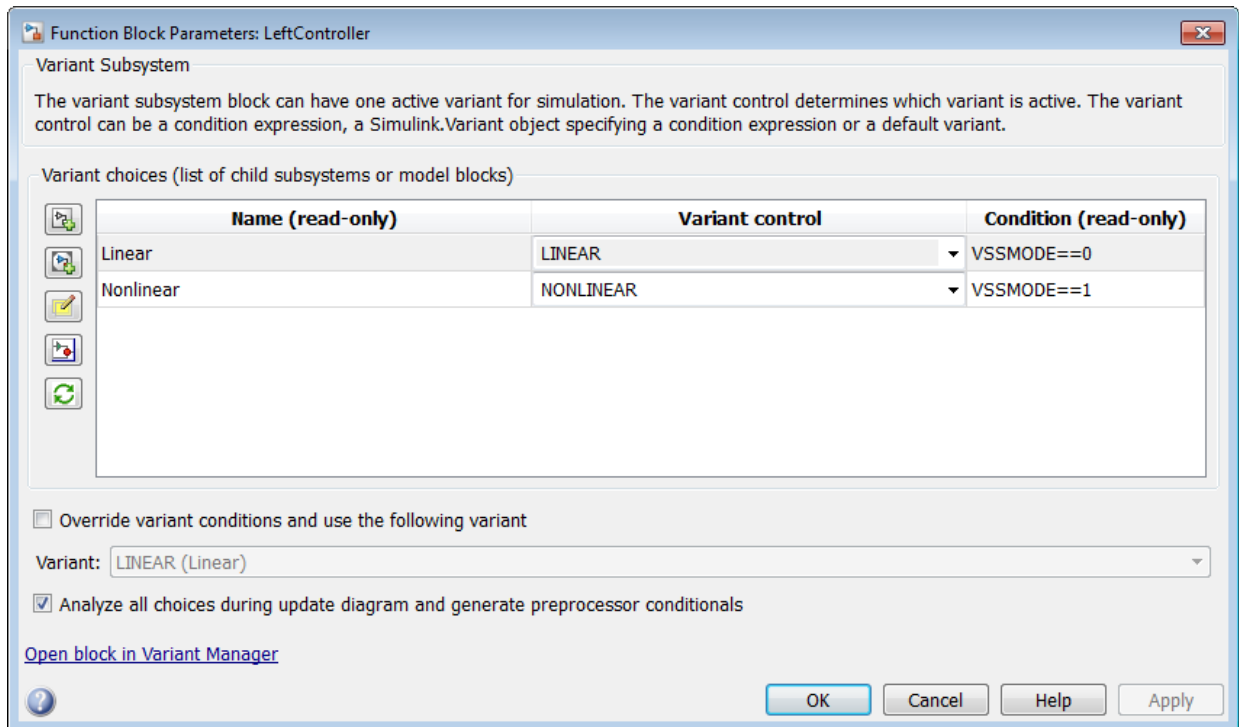 Function Block Parameters: LeftController
Variant Subsystem
The variant subsystem block can have one active variant for simulation. The variant control determines which variant is active. The variant
control can be a condition expression, a Simulink.Variant object specifying a condition expression or a default variant.
Variant choices (list of child subsystems or model blocks)
Name (read-only) Variant control Condition (read-only)
Linear LINEAR VSSMODE==0
Nonlinear NONLINEAR VSSMODE==1
Override variant conditions and use the following variant
Variant: LINEAR (Linear)
Analyze all choices during update diagram and generate preprocessor conditionals
Open block in Variant Manager
OK Cancel Help Apply